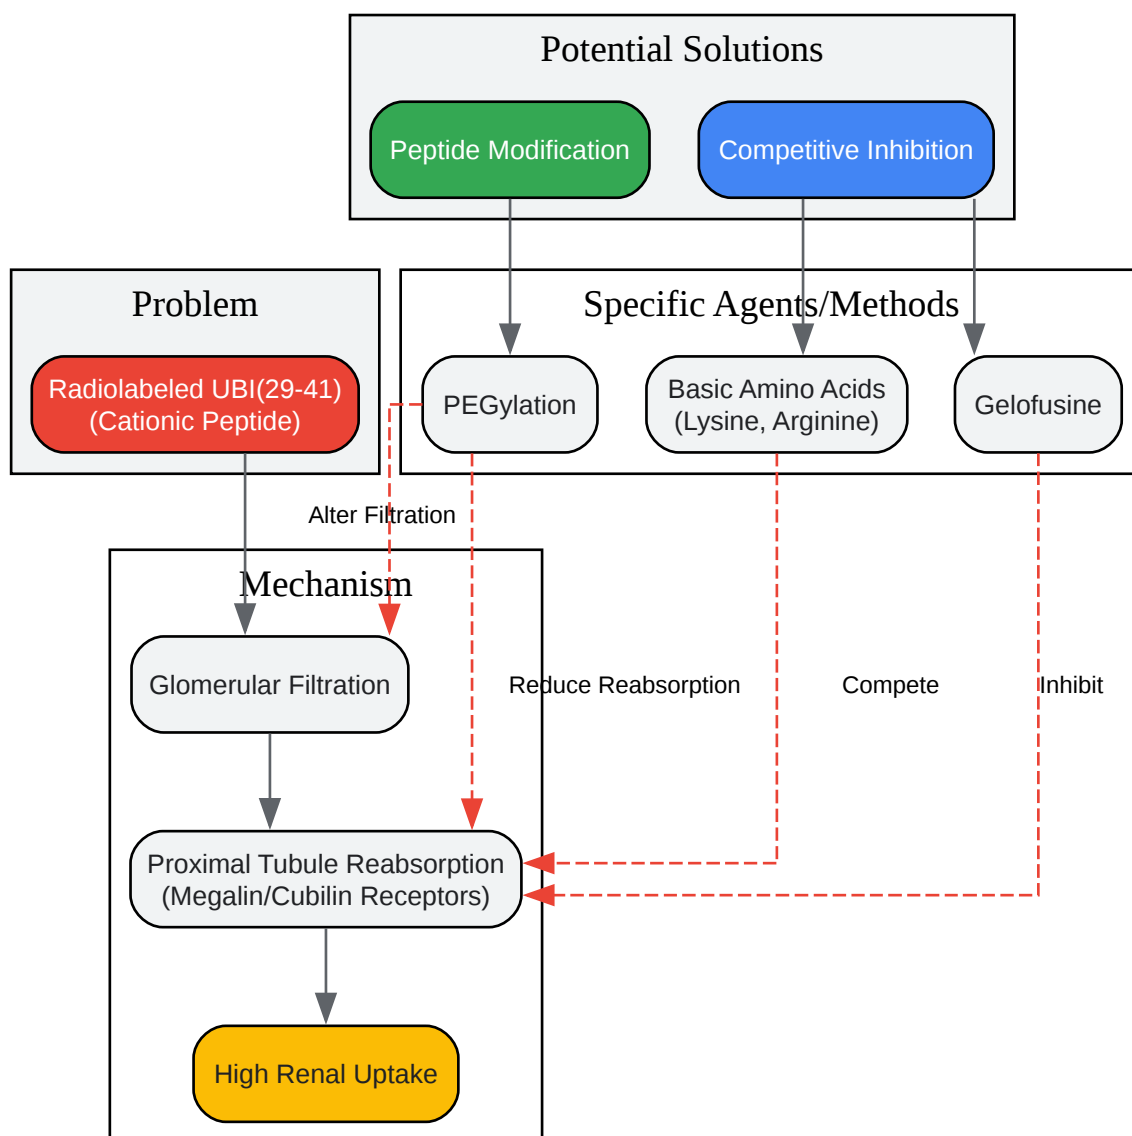 Potential Solutions
Peptide Modification
Competitive Inhibition
Problem
Specific Agents/Methods
Radiolabeled UBI(29-41)
(Cationic Peptide)
PEGylation
Basic Amino Acids
(Lysine, Arginine)
Gelofusine
Alter Filtration
Mechanism
Glomerular Filtration
Reduce Reabsorption
Compete
Inhibit
Proximal Tubule Reabsorption
(Megalin/Cubilin Receptors)
High Renal Uptake